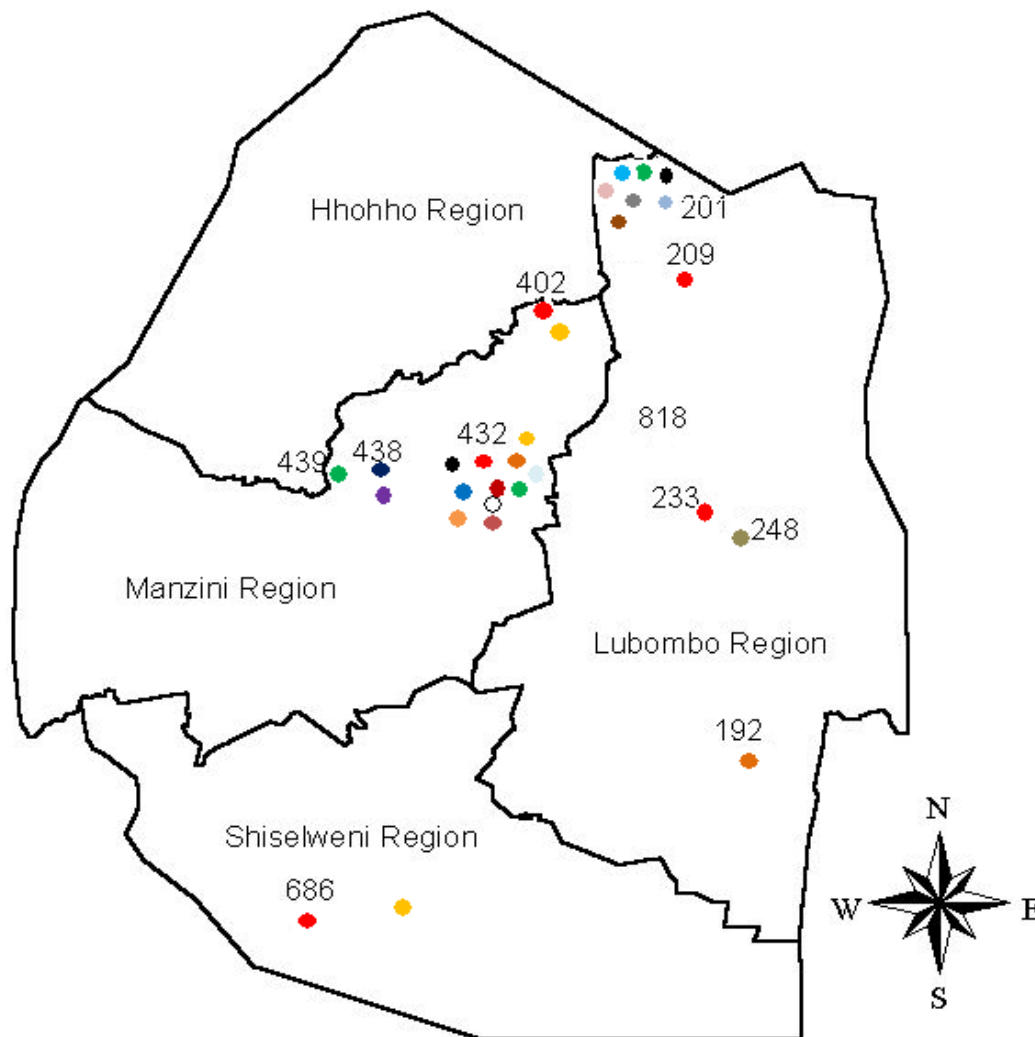 Hhohho Region
201
209
402
818
439
438
432
233
248
Manzini Region
Lubombo Region
192
Shiselweni Region
686
N
W
E
S